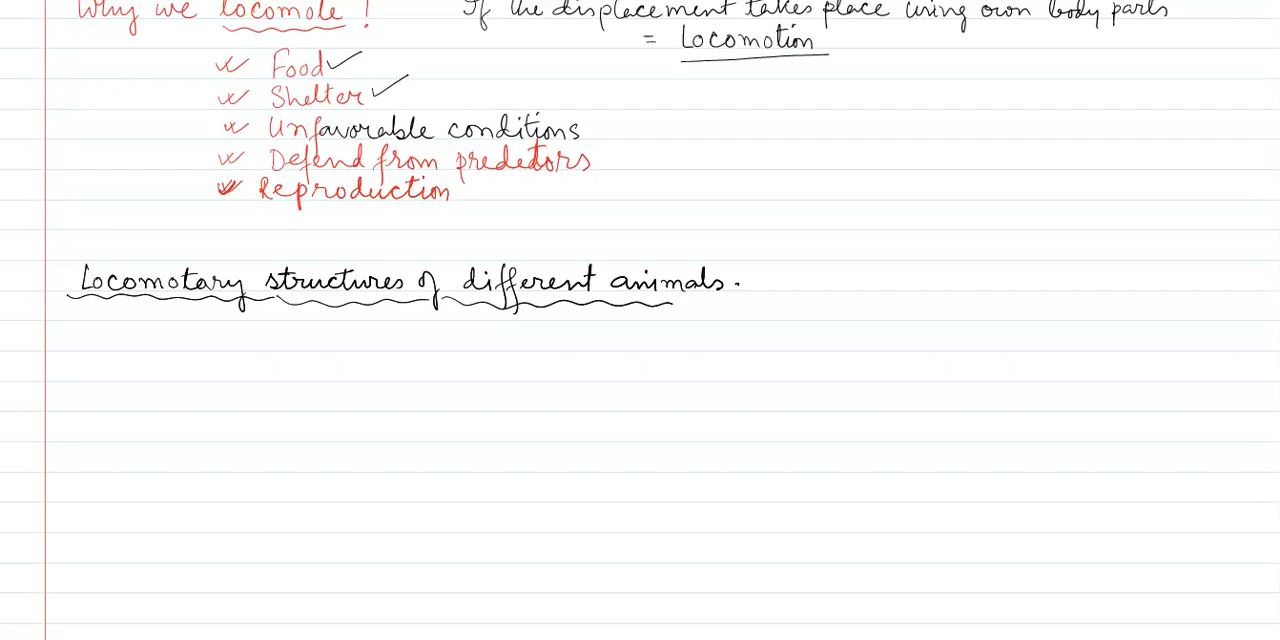 Why we locomote !
If the displacement takes place using own body parts
= Locomotion
Food
Shelter
Unfavorable conditions
Defend from predetors
Reproduction
Locomotary structures of different animals.